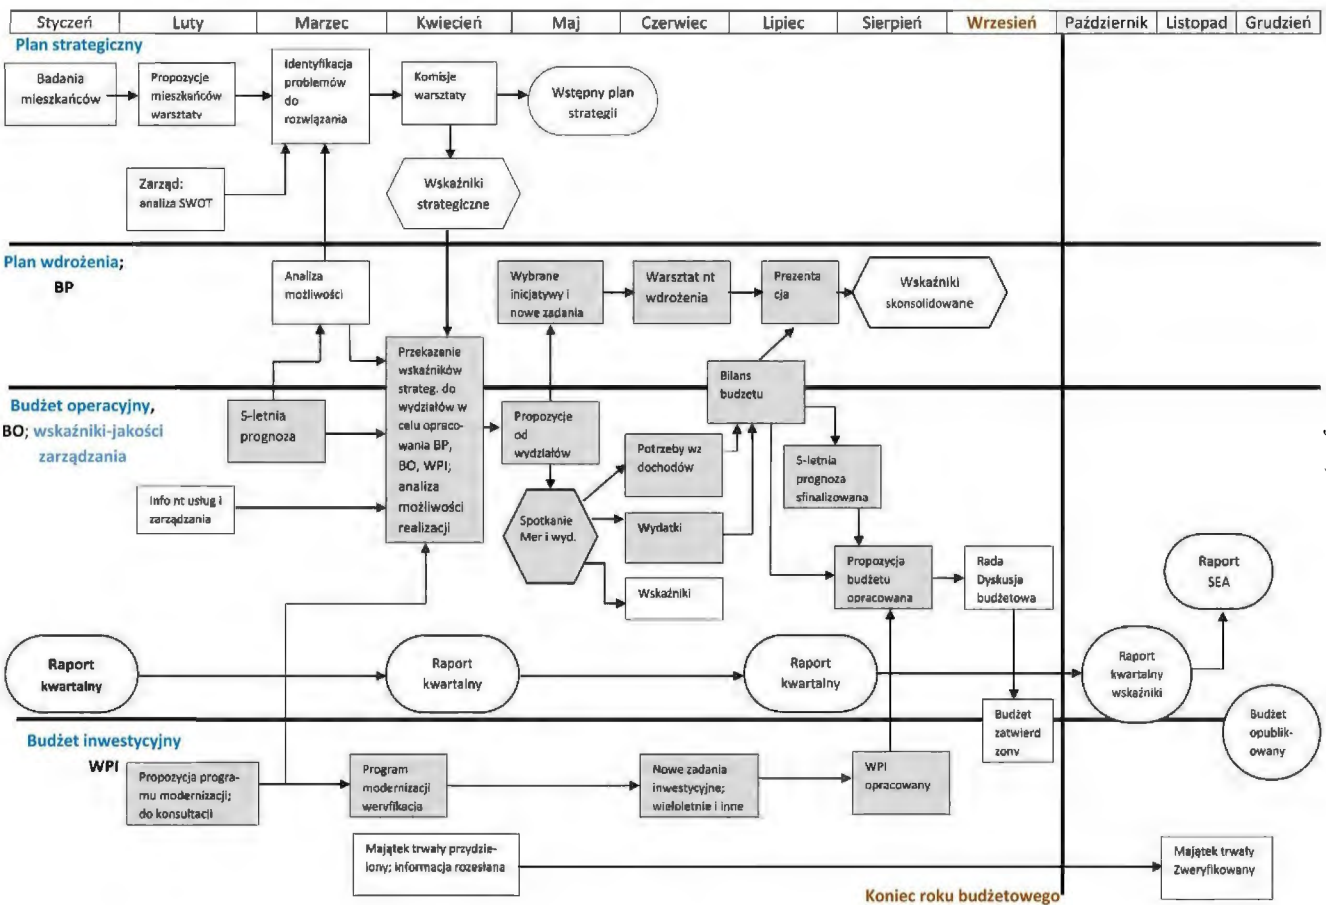 Styczeń Luty Marzec Kwiecień Maj Czerwiec Lipiec Sierpień Wrzesień Październik Listopad Grudzień
Plan strategiczny
Badania
mieszkańców
Propozycje
mieszkańców
warsztaty
Identyfikacja
problemów
do
rozwiązania
Komisje
warsztaty
Wstępny plan
strategii
Zarząd:
analiza SWOT
Wskaźniki
strategiczne
Plan wdrożenia;
BP
Analiza
możliwości
Wybrane
inicjatywy i
nowe zadania
Warsztat nt
wdrożenia
Prezenta
cja
Wskaźniki
skonsolidowane
Przekazanie
wskaźników
strateg. do
wydziałów w
celu opraco-
wania BP,
BO, WPI;
analiza
możliwości
realizacji
Bilans
budzetu
Budżet operacyjny,
BO; wskaźniki-jakości
zarządzania
5-letnia
prognoza
Propozycje
od
wydziałów
Potrzeby wz
dochodów
5-letnia
prognoza
sfinalizowana
Info nt usług i
zarządzania
Spotkanie
Mer i wyd.
Wydatki
Wskaźniki
Propozycja
budżetu
opracowana
Rada
Dyskusja
budżetowa
Raport
SEA
Raport
kwartalny
Raport
kwartalny
Raport
kwartalny
Raport
kwartalny
wskaźniki
Budżet
zatwierd
zony
Budżet
opublik-
owany
Budżet inwestycyjny
WPI
Propozycja progra-
mu modernizacji;
do konsultacji
Program
modernizacji
weryfikacja
Nowe zadania
inwestycyjne;
wieloletnie i inne
WPI
opracowany
Majątek trwały przydzie-
lony; informacja rozesłana
Majątek trwały
Zweryfikowany
Koniec roku budżetowego